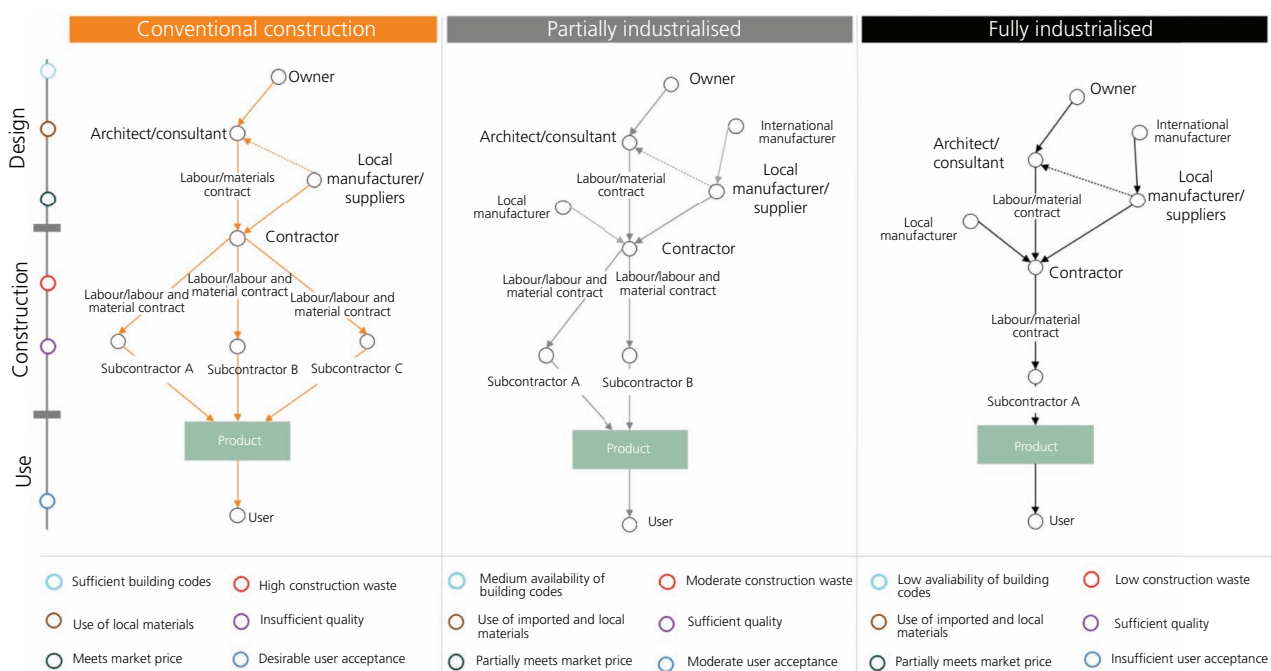 Conventional construction
Partially industrialised
Fully industrialised
Design
Construction
Use
Owner
Architect/consultant
Labour/materials
contract
Local
manufacturer/
suppliers
Contractor
Labour/labour and
material contract
Labour/labour and
material contract
Labour/labour and
material contract
Subcontractor A
Subcontractor B
Subcontractor C
Product
User
Owner
Architect/consultant
International
manufacturer
Labour/material
contract
Local
manufacturer/
supplier
Local
manufacturer
Contractor
Labour/labour and
material contract
Labour/labour and
material contract
Subcontractor A
Subcontractor B
Product
User
Owner
International
manufacturer
Architect/
consultant
Labour/material
contract
Local
manufacturer/
suppliers
Local
manufacturer
Contractor
Labour/material
contract
Subcontractor A
Product
User
Sufficient building codes
High construction waste
Use of local materials
Insufficient quality
Meets market price
Desirable user acceptance
Medium availability of
building codes
Moderate construction waste
Use of imported and local
materials
Sufficient quality
Partially meets market price
Moderate user acceptance
Low avaliability of building
codes
Low construction waste
Use of imported and local
materials
Sufficient quality
Partially meets market price
Insufficient user acceptance